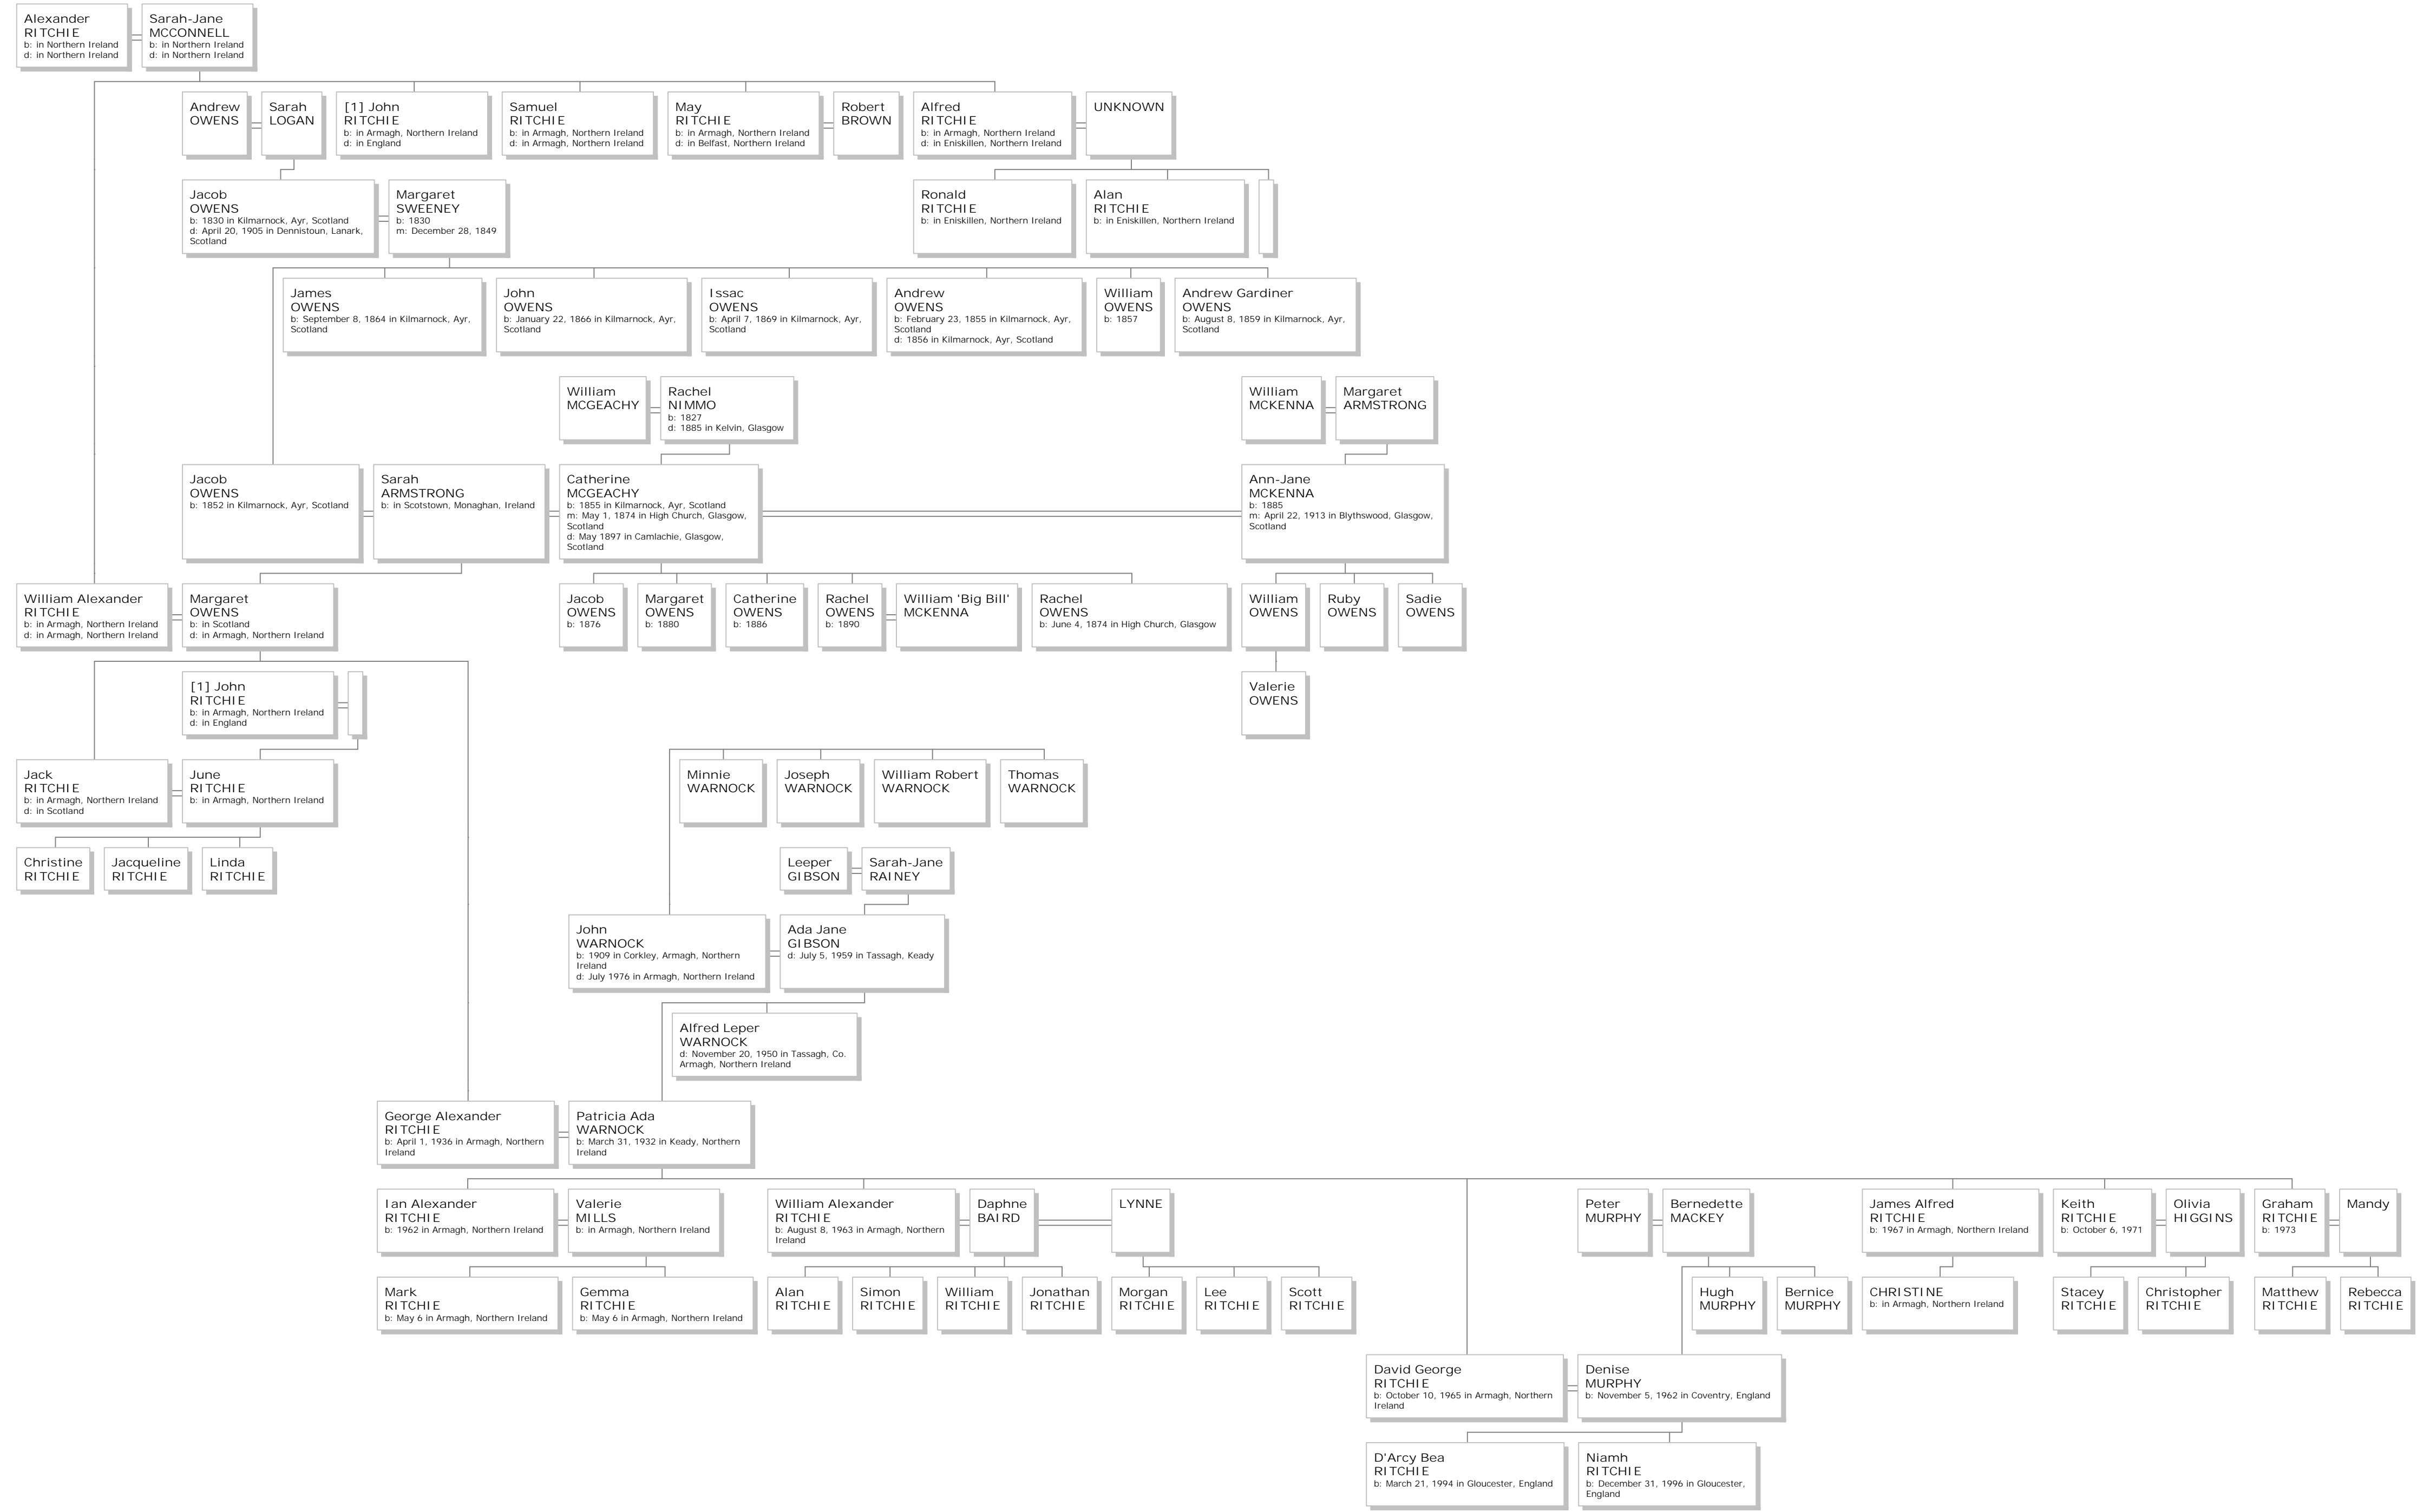 Alexander
RITCHIE
b: in Northern Ireland
d: in Northern Ireland
Sarah-Jane
MCCONNELL
b: in Northern Ireland
d: in Northern Ireland
Andrew
OWENS
Sarah
LOGAN
[1] John
RITCHIE
b: in Armagh, Northern Ireland
d: in England
Samuel
RITCHIE
b: in Armagh, Northern Ireland
d: in Armagh, Northern Ireland
May
RITCHIE
b: in Armagh, Northern Ireland
d: in Belfast, Northern Ireland
Robert
BROWN
Alfred
RITCHIE
b: in Armagh, Northern Ireland
d: in Eniskillen, Northern Ireland
UNKNOWN
Jacob
OWENS
b: 1830 in Kilmarnock, Ayr, Scotland
d: April 20, 1905 in Dennistoun, Lanark,
Scotland
Margaret
SWEENEY
b: 1830
m: December 28, 1849
Ronald
RITCHIE
b: in Eniskillen, Northern Ireland
Alan
RITCHIE
b: in Eniskillen, Northern Ireland
James
OWENS
b: September 8, 1864 in Kilmarnock, Ayr,
Scotland
John
OWENS
b: January 22, 1866 in Kilmarnock, Ayr,
Scotland
Issac
OWENS
b: April 7, 1869 in Kilmarnock, Ayr,
Scotland
Andrew
OWENS
b: February 23, 1855 in Kilmarnock, Ayr,
Scotland
d: 1856 in Kilmarnock, Ayr, Scotland
William
OWENS
b: 1857
Andrew Gardiner
OWENS
b: August 8, 1859 in Kilmarnock, Ayr,
Scotland
William
MCGEACHY
Rachel
NIMMO
b: 1827
d: 1885 in Kelvin, Glasgow
William
MCKENNA
Margaret
ARMSTRONG
Jacob
OWENS
b: 1852 in Kilmarnock, Ayr, Scotland
Sarah
ARMSTRONG
b: in Scotstown, Monaghan, Ireland
Catherine
MCGEACHY
b: 1855 in Kilmarnock, Ayr, Scotland
m: May 1, 1874 in High Church, Glasgow,
Scotland
d: May 1897 in Camlachie, Glasgow,
Scotland
Ann-Jane
MCKENNA
b: 1885
m: April 22, 1913 in Blythswood, Glasgow,
Scotland
William Alexander
RITCHIE
b: in Armagh, Northern Ireland
d: in Armagh, Northern Ireland
Margaret
OWENS
b: in Scotland
d: in Armagh, Northern Ireland
Jacob
OWENS
b: 1876
Margaret
OWENS
b: 1880
Catherine
OWENS
b: 1886
Rachel
OWENS
b: 1890
William 'Big Bill'
MCKENNA
Rachel
OWENS
b: June 4, 1874 in High Church, Glasgow
William
OWENS
Ruby
OWENS
Sadie
OWENS
[1] John
RITCHIE
b: in Armagh, Northern Ireland
d: in England
Valerie
OWENS
Jack
RITCHIE
b: in Armagh, Northern Ireland
d: in Scotland
June
RITCHIE
b: in Armagh, Northern Ireland
Minnie
WARNOCK
Joseph
WARNOCK
William Robert
WARNOCK
Thomas
WARNOCK
Christine
RITCHIE
Jacqueline
RITCHIE
Linda
RITCHIE
Leeper
GIBSON
Sarah-Jane
RAINEY
John
WARNOCK
b: 1909 in Corkley, Armagh, Northern
Ireland
d: July 1976 in Armagh, Northern Ireland
Ada Jane
GIBSON
d: July 5, 1959 in Tassagh, Keady
Alfred Leper
WARNOCK
d: November 20, 1950 in Tassagh, Co.
Armagh, Northern Ireland
George Alexander
RITCHIE
b: April 1, 1936 in Armagh, Northern
Ireland
Patricia Ada
WARNOCK
b: March 31, 1932 in Keady, Northern
Ireland
Ian Alexander
RITCHIE
b: 1962 in Armagh, Northern Ireland
Valerie
MILLS
b: in Armagh, Northern Ireland
William Alexander
RITCHIE
b: August 8, 1963 in Armagh, Northern
Ireland
Daphne
BAIRD
LYNNE
Peter
MURPHY
Bernedette
MACKEY
James Alfred
RITCHIE
b: 1967 in Armagh, Northern Ireland
Keith
RITCHIE
b: October 6, 1971
Olivia
HIGGINS
Graham
RITCHIE
b: 1973
Mandy
Mark
RITCHIE
b: May 6 in Armagh, Northern Ireland
Gemma
RITCHIE
b: May 6 in Armagh, Northern Ireland
Alan
RITCHIE
Simon
RITCHIE
William
RITCHIE
Jonathan
RITCHIE
Morgan
RITCHIE
Lee
RITCHIE
Scott
RITCHIE
Hugh
MURPHY
Bernice
MURPHY
CHRISTINE
b: in Armagh, Northern Ireland
Stacey
RITCHIE
Christopher
RITCHIE
Matthew
RITCHIE
Rebecca
RITCHIE
David George
RITCHIE
b: October 10, 1965 in Armagh, Northern
Ireland
Denise
MURPHY
b: November 5, 1962 in Coventry, England
D'Arcy Bea
RITCHIE
b: March 21, 1994 in Gloucester, England
Niamh
RITCHIE
b: December 31, 1996 in Gloucester,
England